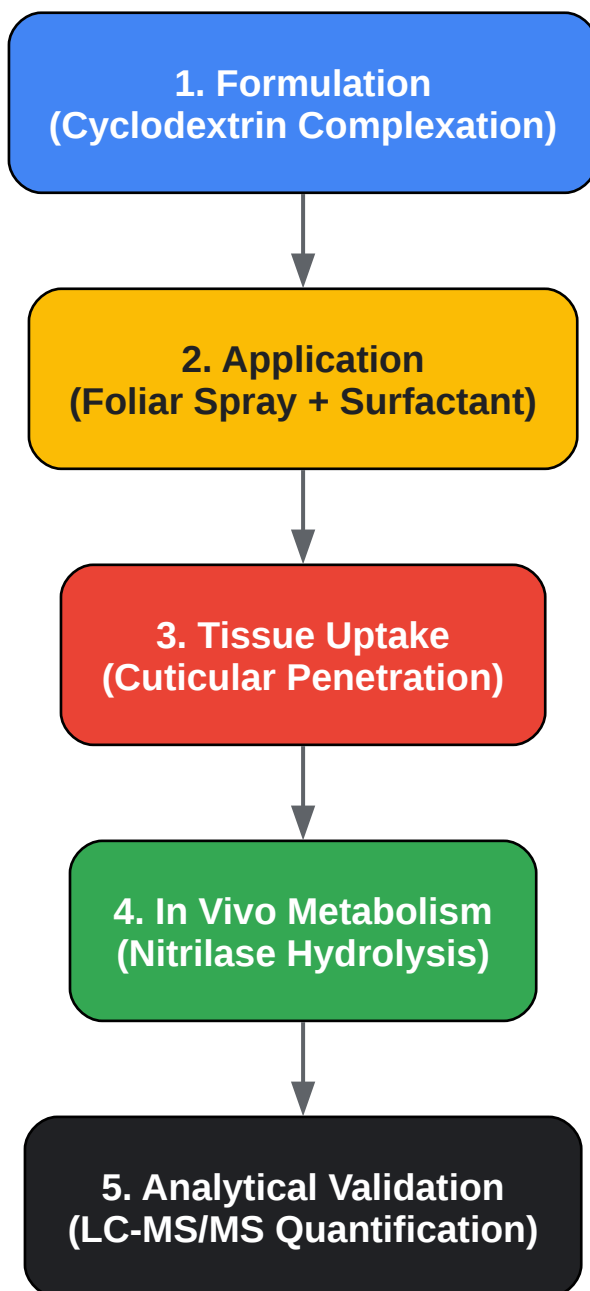 1. Formulation
(Cyclodextrin Complexation)
2. Application
(Foliar Spray + Surfactant)
3. Tissue Uptake
(Cuticular Penetration)
4. In Vivo Metabolism
(Nitrilase Hydrolysis)
5. Analytical Validation
(LC-MS/MS Quantification)